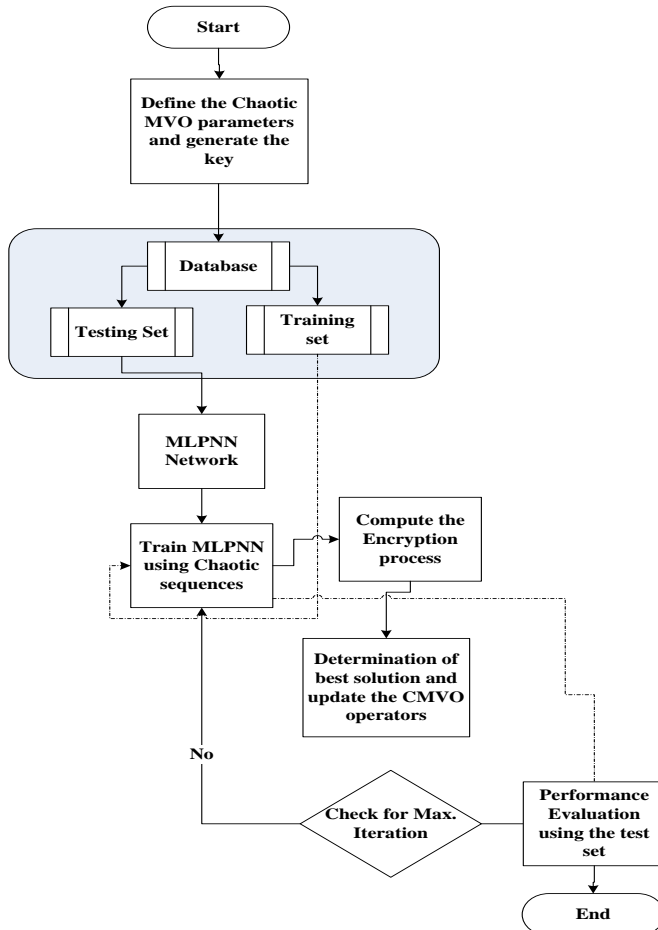 Start
Define the Chaotic
MVO parameters
and generate the
key
Database
Testing Set
Training
set
MLPNN
Network
Train MLPNN
using Chaotic
sequences
Compute the
Encryption
process
Determination of
best solution and
update the CMVO
operators
No
Check for Max.
Iteration
Performance
Evaluation
using the test
set
End